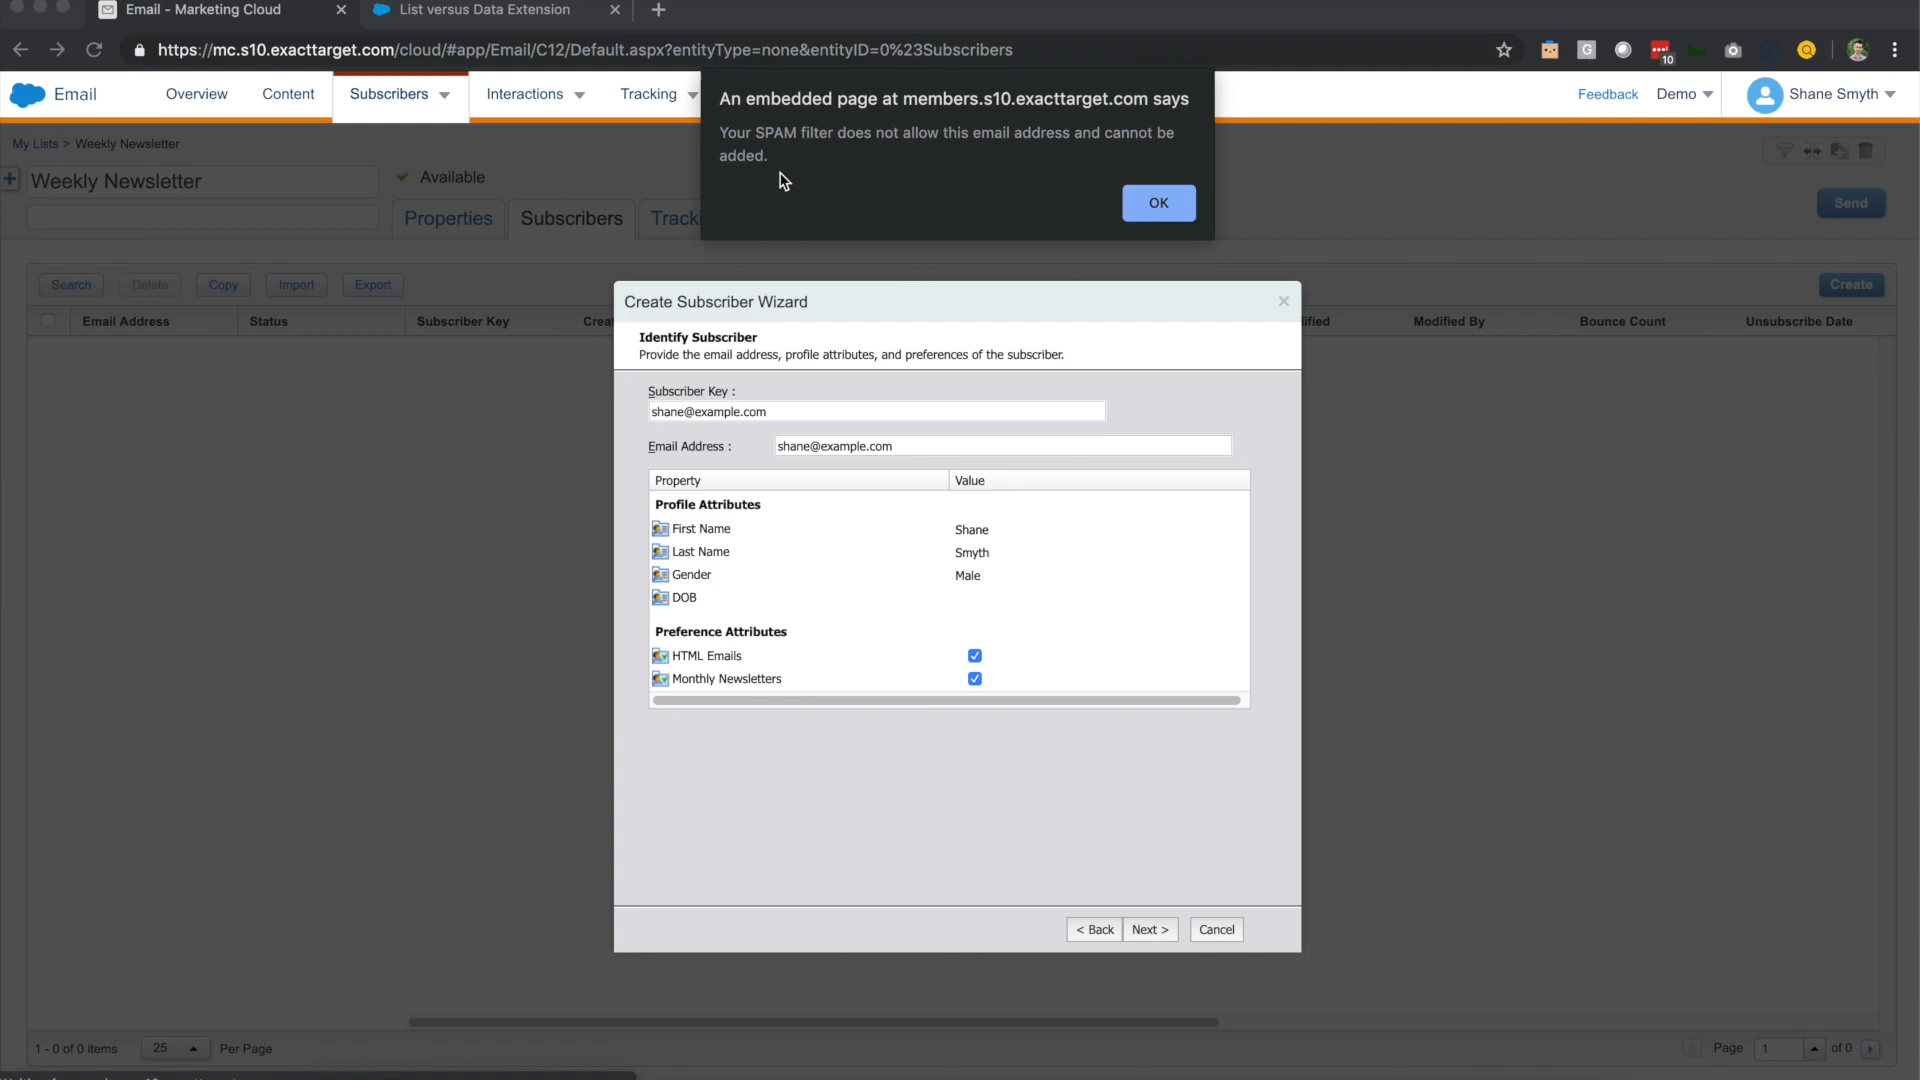 Email - Marketing Cloud
List versus Data Extension
https://mc.s10.exacttarget.com/cloud/#app/Email/C12/Default.aspx?entityType=none&entityID=0%23Subscribers
10
Email
Overview
Content
Subscribers
Interactions
Tracking
Feedback
Demo
Shane Smyth
An embedded page at members.s10.exacttarget.com says
Your SPAM filter does not allow this email address and cannot be
added.
OK
My Lists > Weekly Newsletter
Weekly Newsletter
Available
Properties
Subscribers
Tracki
Send
Search
Delete
Copy
Import
Export
Create
Email Address
Status
Subscriber Key
Modified By
Bounce Count
Unsubscribe Date
Create Subscriber Wizard
Identify Subscriber
Provide the email address, profile attributes, and preferences of the subscriber.
Subscriber Key :
shane@example.com
Email Address :
shane@example.com
Property
Value
Profile Attributes
First Name
Shane
Last Name
Smyth
Gender
Male
DOB
Preference Attributes
HTML Emails
Monthly Newsletters
< Back
Next >
Cancel
1 - 0 of 0 items
25
Per Page
Page
1
of 0